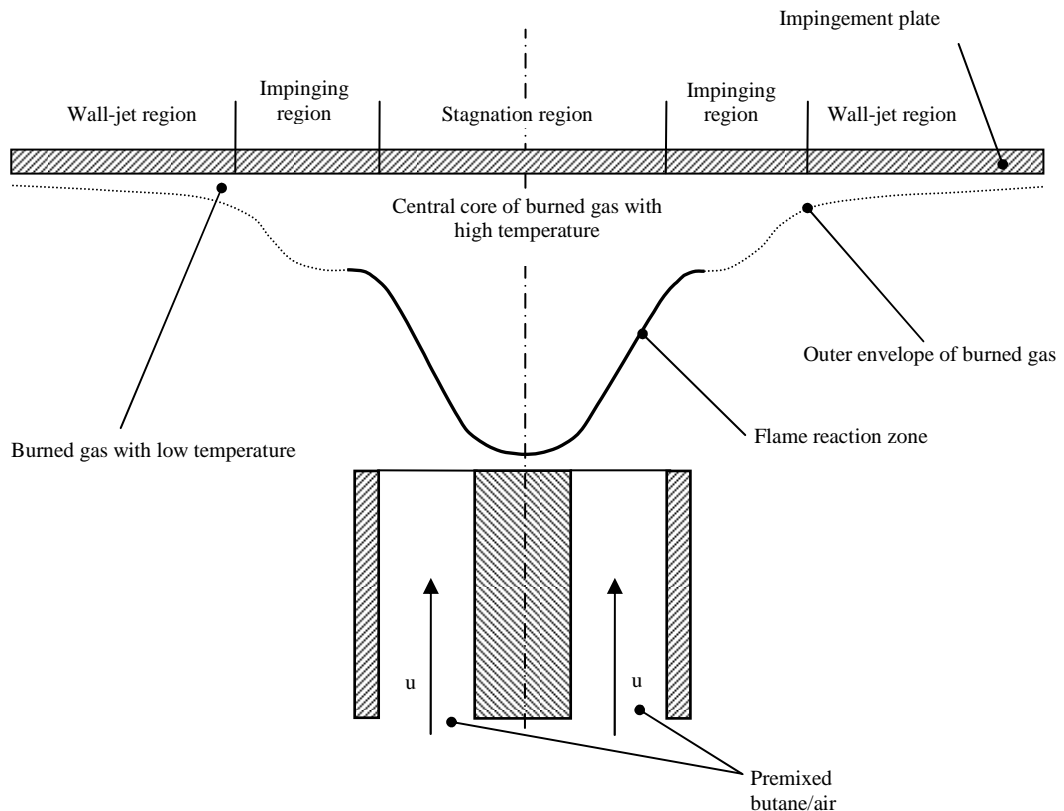 Impingement plate
Wall-jet region
Impinging
region
Stagnation region
Impinging
region
Wall-jet region
Central core of burned gas with
high temperature
Outer envelope of burned gas
Burned gas with low temperature
Flame reaction zone
u
u
Premixed
butane/air